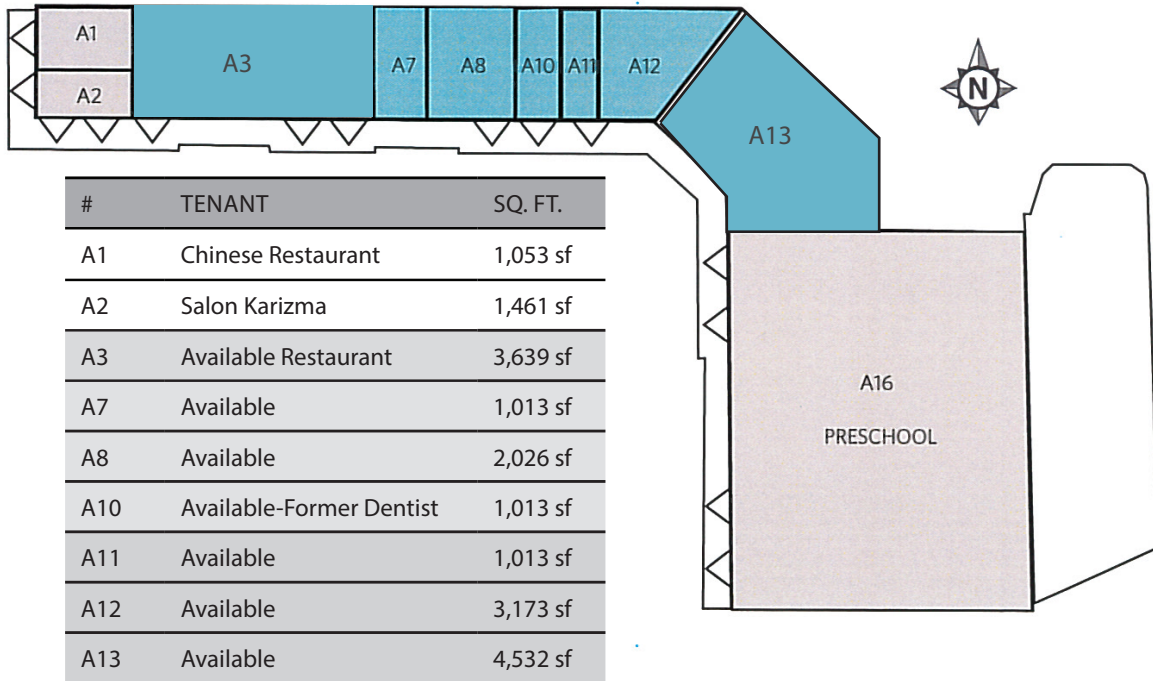 A1
A2
A3
A7
A8
A10
A11
A12
A13
N
A16
PRESCHOOL
# TENANT SQ. FT.
A1 Chinese Restaurant 1,053 sf
A2 Salon Karizma 1,461 sf
A3 Available Restaurant 3,639 sf
A7 Available 1,013 sf
A8 Available 2,026 sf
A10 Available-Former Dentist 1,013 sf
A11 Available 1,013 sf
A12 Available 3,173 sf
A13 Available 4,532 sf